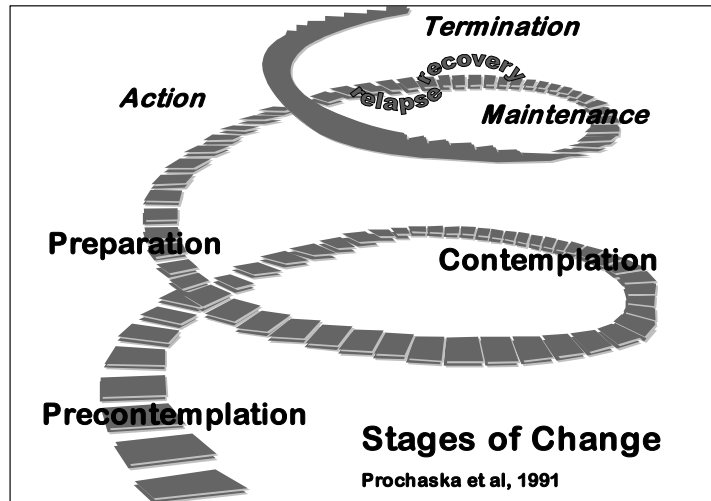 Termination
recovery
relapse
Action
Maintenance
Preparation
Contemplation
Precontemplation
Stages of Change
Prochaska et al, 1991